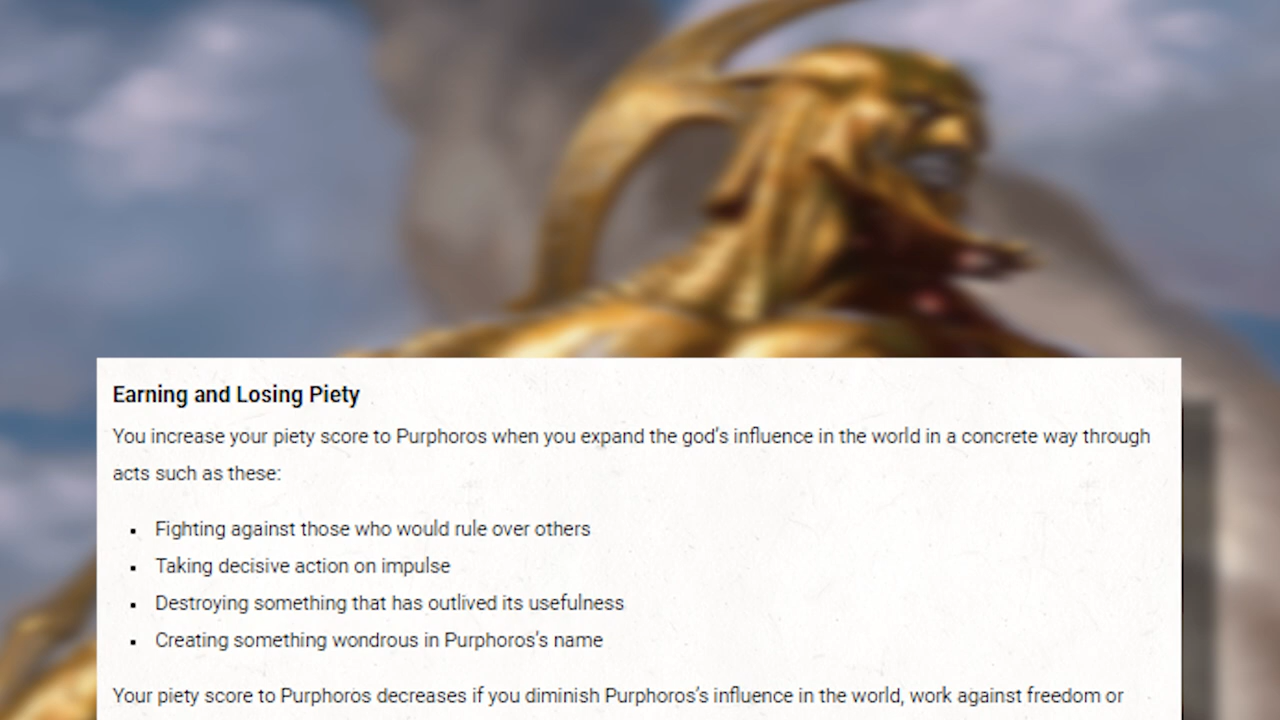 Earning and Losing Piety
You increase your piety score to Purphoros when you expand the god’s influence in the world in a concrete way through
acts such as these:
Fighting against those who would rule over others
Taking decisive action on impulse
Destroying something that has outlived its usefulness
Creating something wondrous in Purphoros’s name
Your piety score to Purphoros decreases if you diminish Purphoros’s influence in the world, work against freedom or